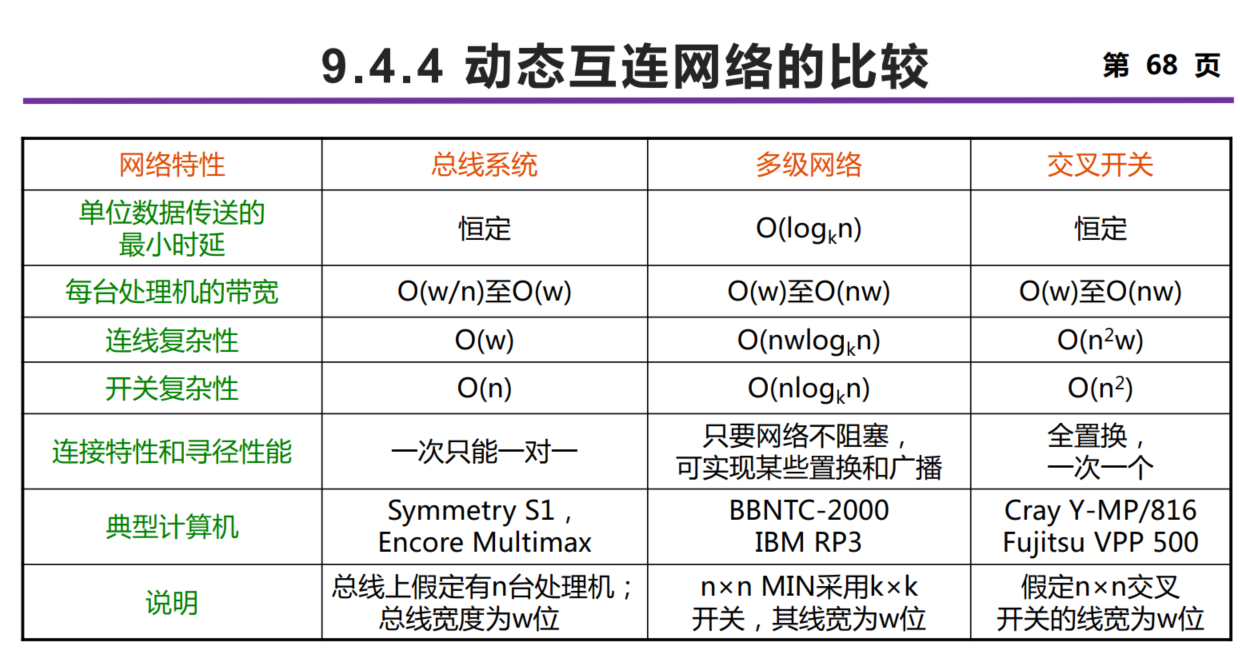 9.4.4 动态互连网络的比较
第 68 页
网络特性 总线系统 多级网络 交叉开关
单位数据传送的
最小时延
恒定 O(logₖn) 恒定
每台处理机的带宽 O(w/n)至O(w) O(w)至O(nw) O(w)至O(nw)
连线复杂性 O(w) O(nwlogₖn) O(n²w)
开关复杂性 O(n) O(nlogₖn) O(n²)
连接特性和寻径性能 一次只能一对一
只要网络不阻塞，
可实现某些置换和广播
全置换，
一次一个
典型计算机
Symmetry S1，
Encore Multimax
BBNTC-2000
IBM RP3
Cray Y-MP/816
Fujitsu VPP 500
说明
总线上假定有n台处理机；
总线宽度为w位
n×n MIN采用k×k
开关，其线宽为w位
假定n×n交叉
开关的线宽为w位